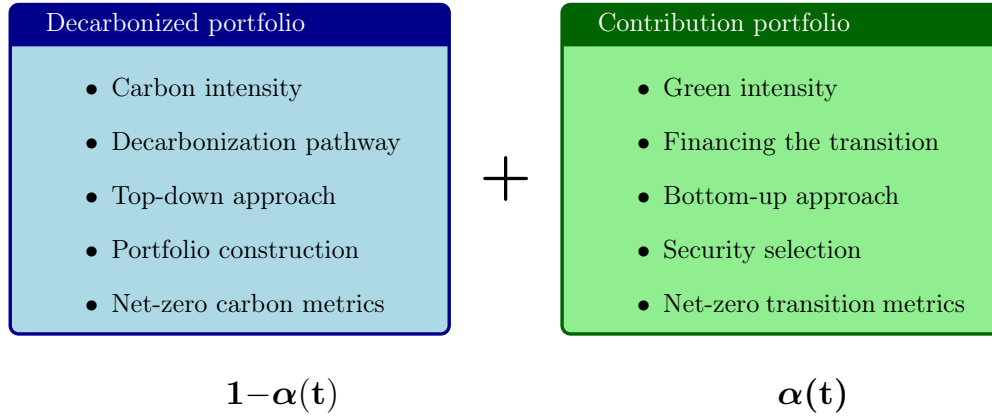 Decarbonized portfolio
• Carbon intensity
• Decarbonization pathway
• Top-down approach
• Portfolio construction
• Net-zero carbon metrics
+
Contribution portfolio
• Green intensity
• Financing the transition
• Bottom-up approach
• Security selection
• Net-zero transition metrics
1−α(t)
α(t)